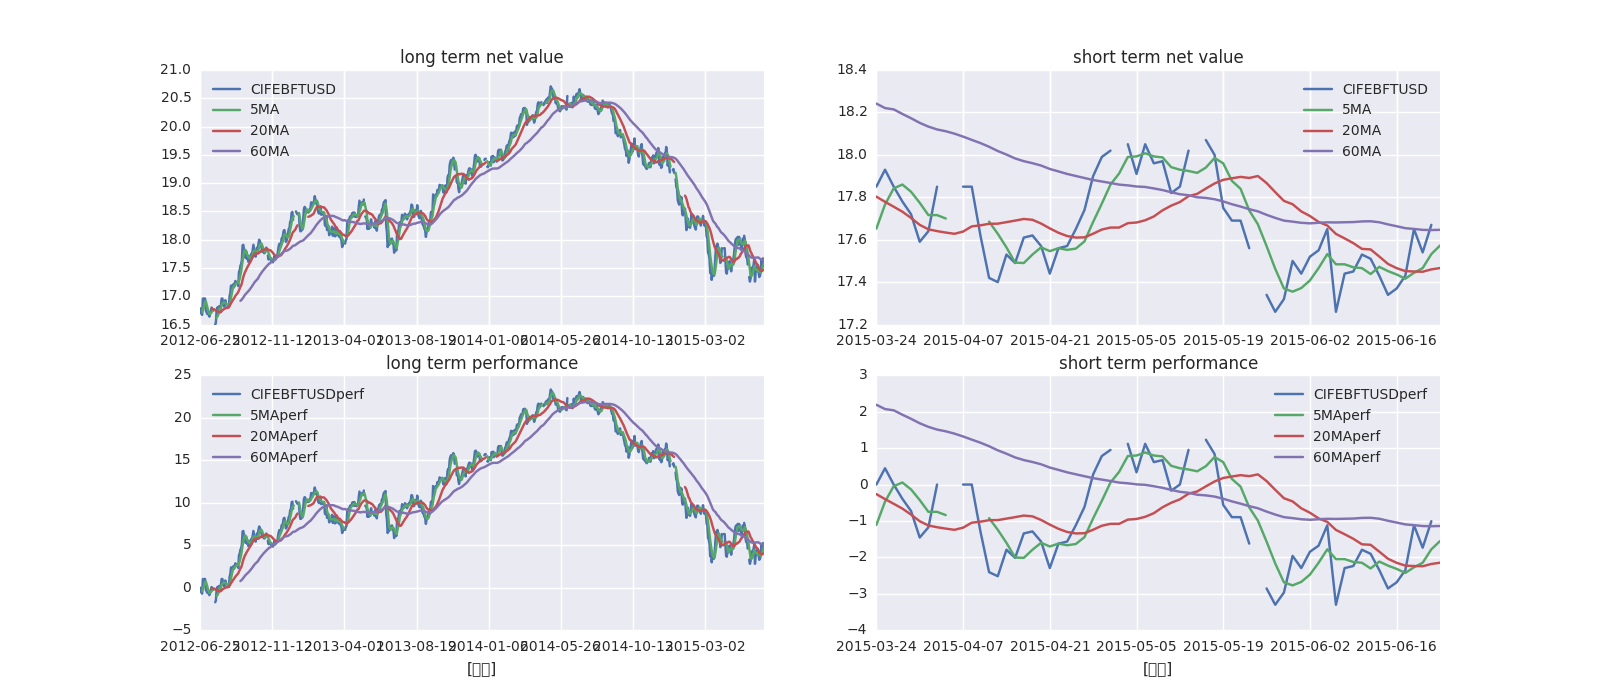 long term net value
21.0
20.5
20.0
19.5
19.0
18.5
18.0
17.5
17.0
16.5
CIFEBFTUSD
5MA
20MA
60MA
2012-06-25 2012-11-12 2013-04-01 2013-08-19 2014-01-06 2014-05-26 2014-10-13 2015-03-02
short term net value
18.4
18.2
18.0
17.8
17.6
17.4
17.2
CIFEBFTUSD
5MA
20MA
60MA
2015-03-24 2015-04-07 2015-04-21 2015-05-05 2015-05-19 2015-06-02 2015-06-16
long term performance
25
20
15
10
5
0
−5
CIFEBFTUSDperf
5MAperf
20MAperf
60MAperf
2012-06-25 2012-11-12 2013-04-01 2013-08-19 2014-01-06 2014-05-26 2014-10-13 2015-03-02
short term performance
3
2
1
0
−1
−2
−3
−4
CIFEBFTUSDperf
5MAperf
20MAperf
60MAperf
2015-03-24 2015-04-07 2015-04-21 2015-05-05 2015-05-19 2015-06-02 2015-06-16